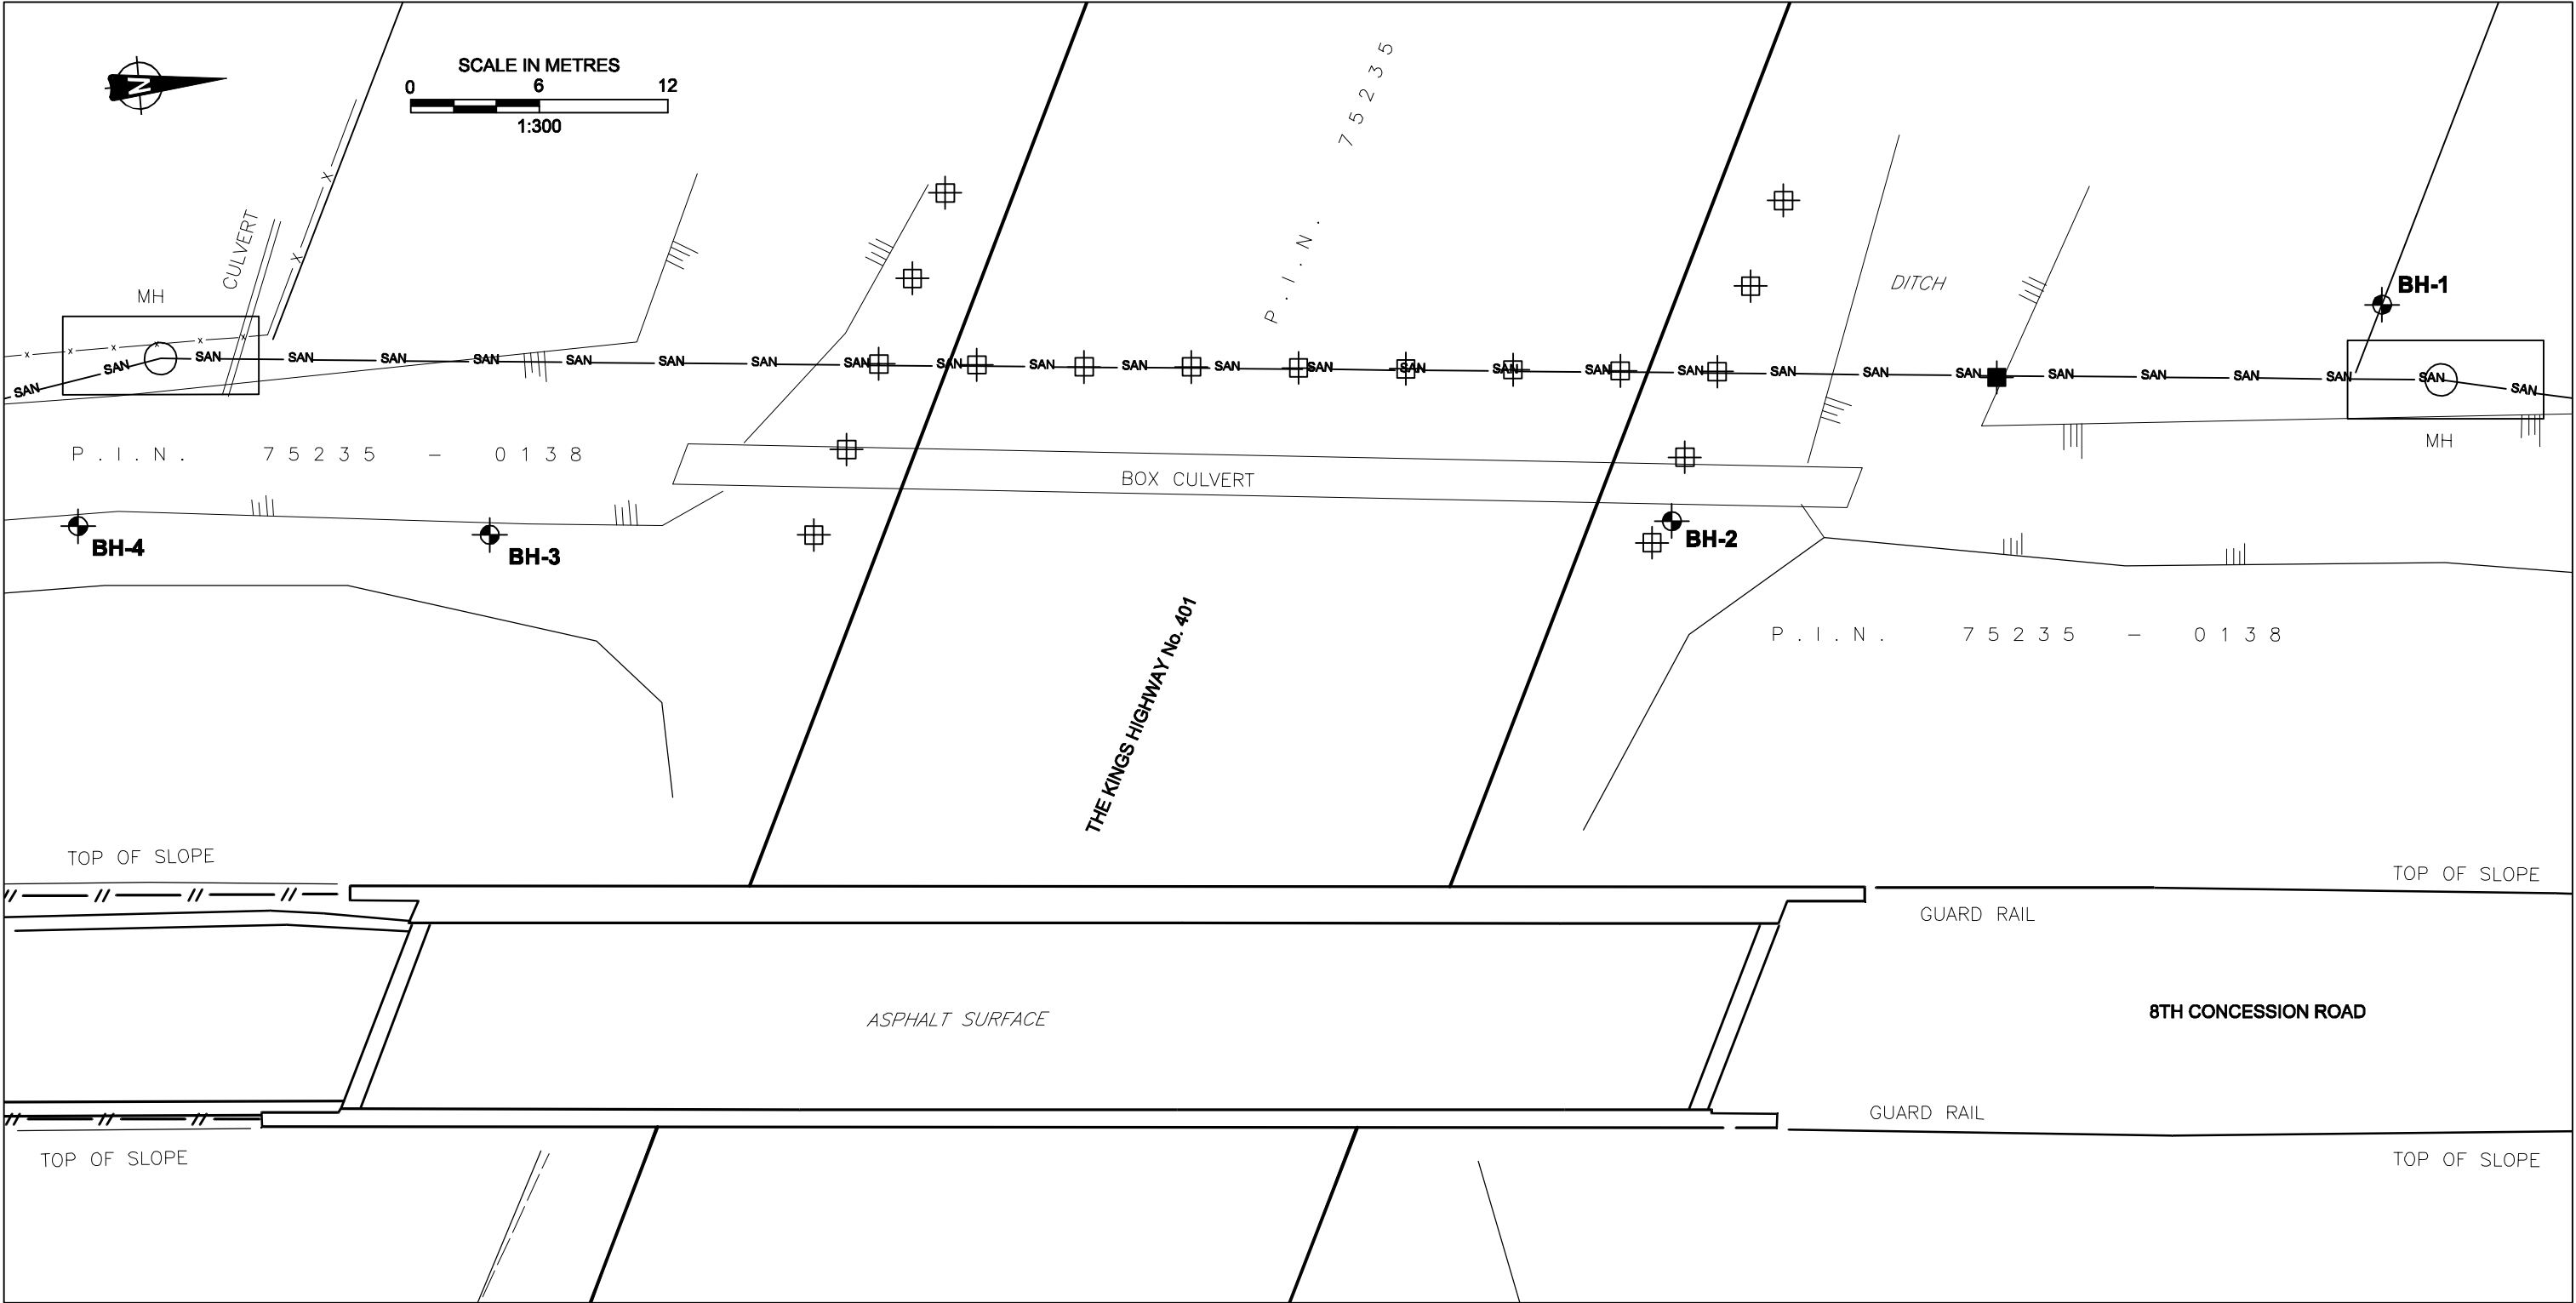 N
SCALE IN METRES
0 6 12
1:300
P.I.N. 75235
CULVERT
X
X
MH
x x x x x x
DITCH
BH-1
SAN SAN SAN SAN SAN SAN SAN SAN SAN SAN SAN SAN SAN SAN SAN SAN SAN SAN SAN SAN SAN SAN SAN SAN SAN SAN SAN SAN
MH
P.I.N. 75235 - 0138
BOX CULVERT
BH-4
BH-3
BH-2
P.I.N. 75235 - 0138
THE KINGS HIGHWAY No. 401
TOP OF SLOPE
TOP OF SLOPE
GUARD RAIL
8TH CONCESSION ROAD
ASPHALT SURFACE
GUARD RAIL
TOP OF SLOPE
TOP OF SLOPE